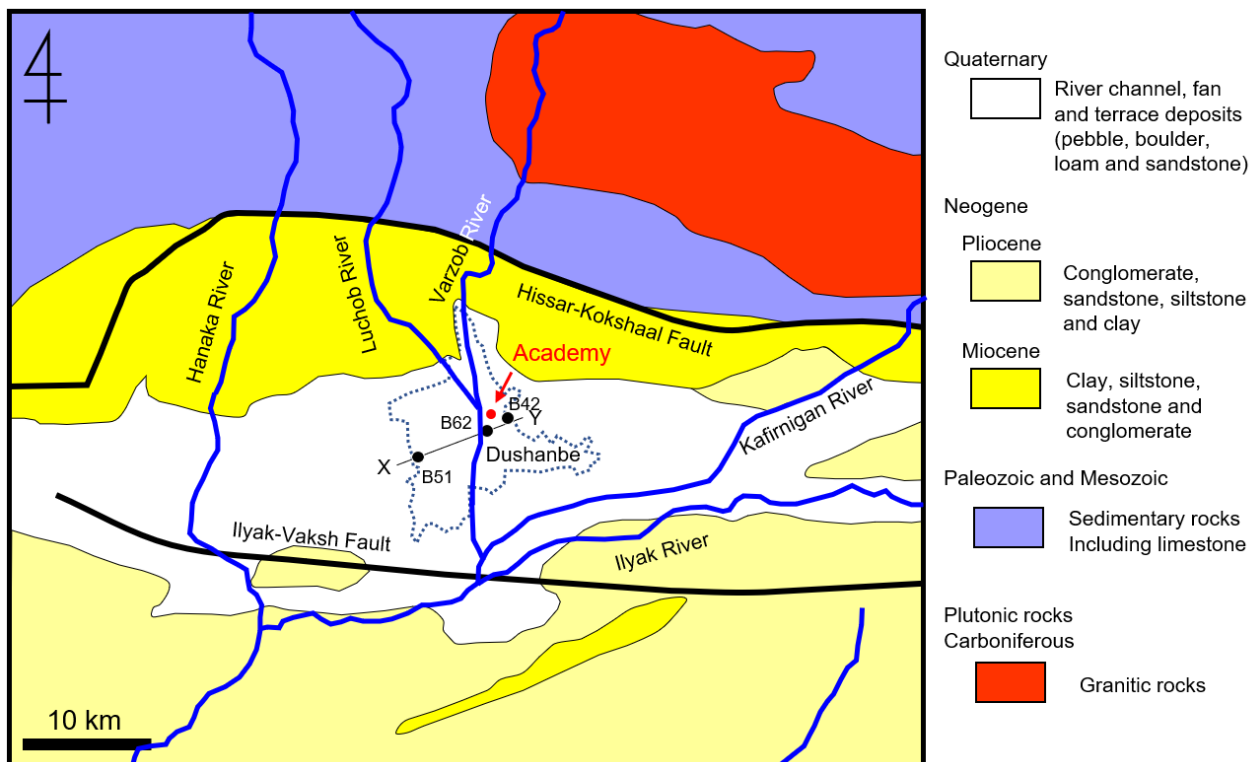 Hanaka River
Luchob River
Varzob River
Hissar-Kokshaal Fault
Academy
B42
B62
Y
X
B51
Dushanbe
Kafirnigan River
Ilyak-Vaksh Fault
Ilyak River
10 km
Quaternary
River channel, fan
and terrace deposits
(pebble, boulder,
loam and sandstone)
Neogene
Pliocene
Conglomerate,
sandstone, siltstone
and clay
Miocene
Clay, siltstone,
sandstone and
conglomerate
Paleozoic and Mesozoic
Sedimentary rocks
Including limestone
Plutonic rocks
Carboniferous
Granitic rocks